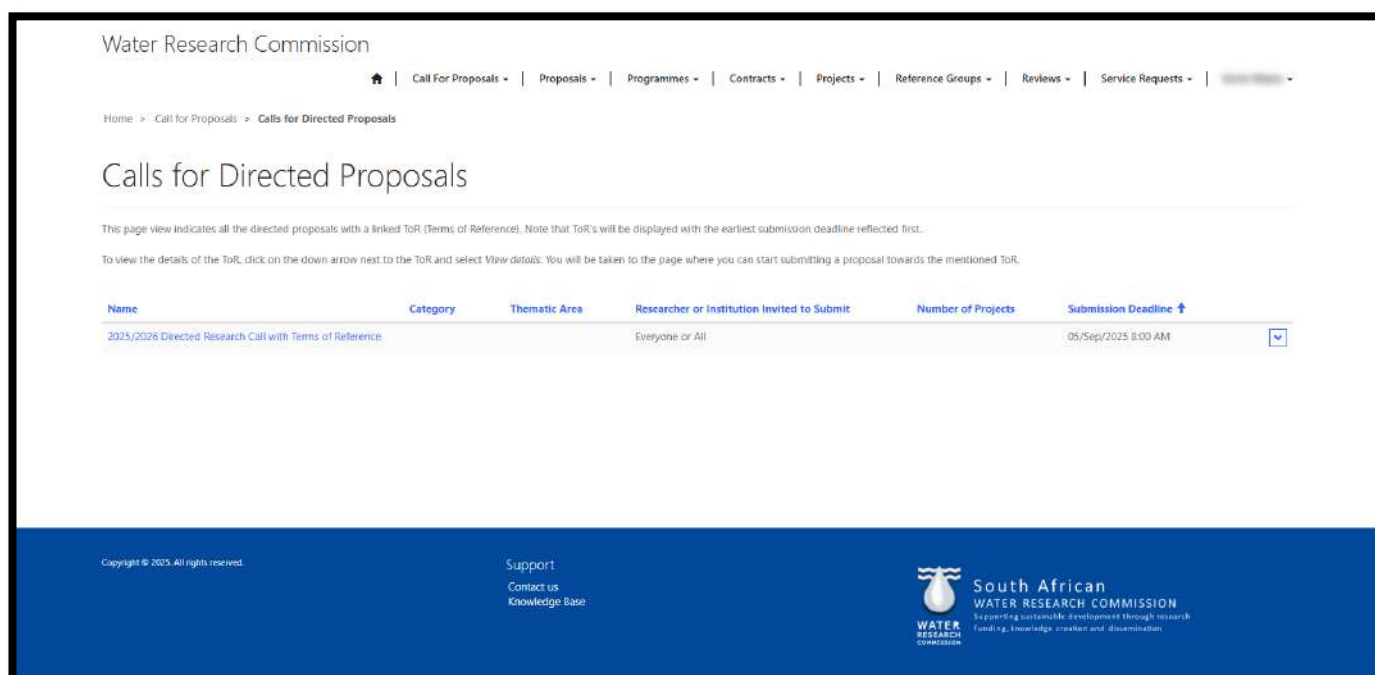 Water Research Commission
Call For Proposals | Proposals | Programmes | Contracts | Projects | Reference Groups | Reviews | Service Requests |
Home > Call for Proposals > Calls for Directed Proposals
Calls for Directed Proposals
This page view indicates all the directed proposals with a linked ToR (Terms of Reference). Note that ToR's will be displayed with the earliest submission deadline reflected first.
To view the details of the ToR, click on the down arrow next to the ToR and select View details. You will be taken to the page where you can start submitting a proposal towards the mentioned ToR.
Name Category Thematic Area Researcher or Institution Invited to Submit Number of Projects Submission Deadline
2025/2026 Directed Research Call with Terms of Reference Everyone or All 05/Sep/2025 8:00 AM
Copyright © 2025. All rights reserved.
Support
Contact us
Knowledge Base
WATER
RESEARCH
COMMISSION
South African
WATER RESEARCH COMMISSION
Supporting sustainable development through research
funding, knowledge creation and dissemination